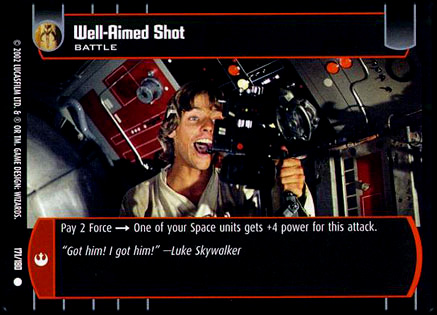 Well-Aimed Shot
BATTLE
Pay 2 Force → One of your Space units gets +4 power for this attack.
“Got him! I got him!” —Luke Skywalker
© 2002 LUCASFILM LTD. & ® OR TM. GAME DESIGN: WIZARDS.
171/180